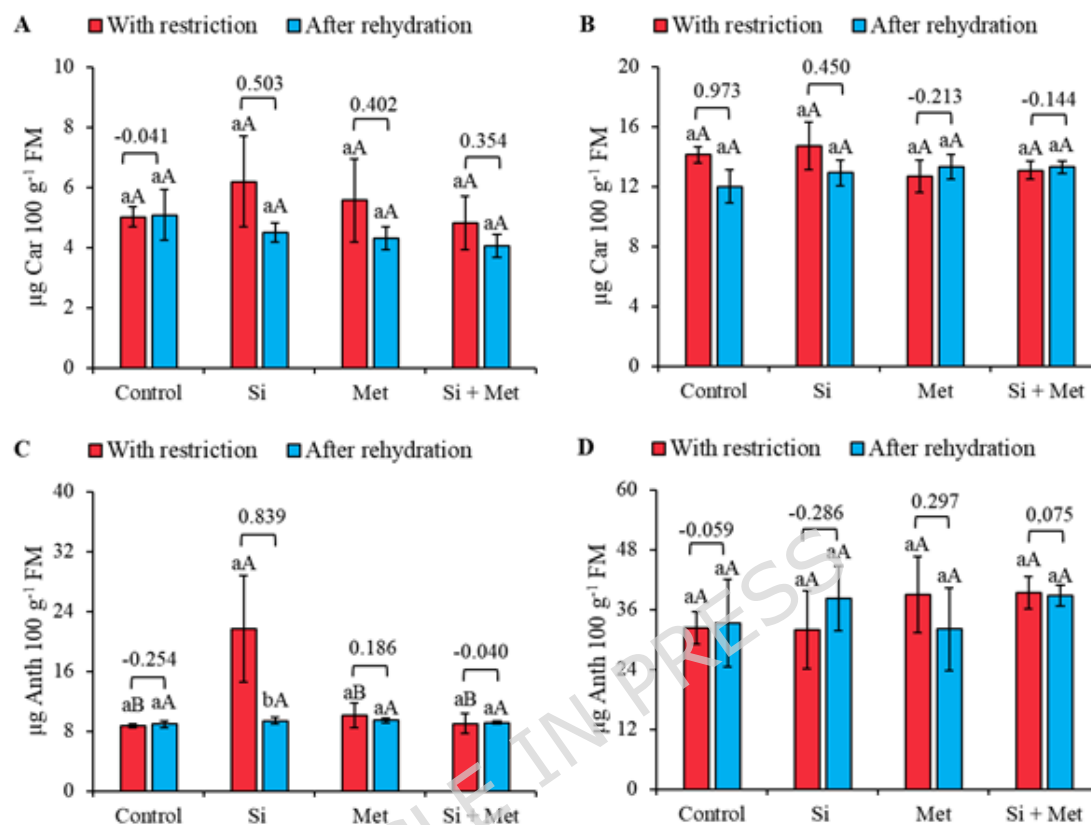 A With restriction After rehydration
µg Car 100 g⁻¹ FM
10
8
6
4
2
0
-0.041 0.503 0.402 0.354
aA aA aA aA aA aA aA aA
Control Si Met Si + Met
B With restriction After rehydration
µg Car 100 g⁻¹ FM
20
16
12
8
4
0
0.973 0.450 -0.213 -0.144
aA aA aA aA aA aA aA aA
Control Si Met Si + Met
C With restriction After rehydration
µg Anth 100 g⁻¹ FM
40
32
24
16
8
0
-0.254 0.839 0.186 -0.040
aB aA aA bA aB aA aB aA
Control Si Met Si + Met
D With restriction After rehydration
µg Anth 100 g⁻¹ FM
60
48
36
24
12
0
-0.059 -0.286 0.297 0,075
aA aA aA aA aA aA aA aA
Control Si Met Si + Met
LE IN PRESS